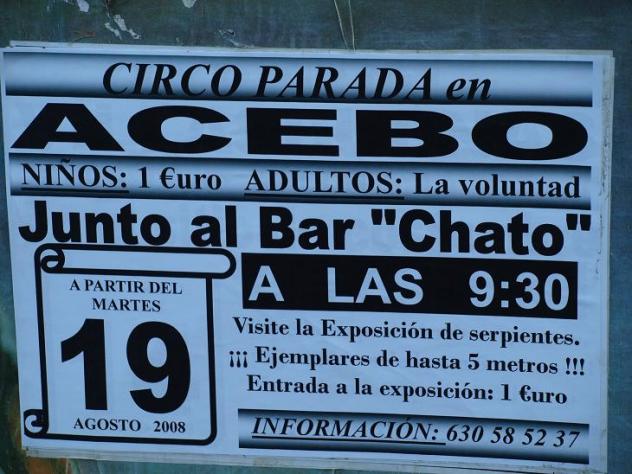 CIRCO PARADA en
ACEBO
NIÑOS: 1 €uro ADULTOS: La voluntad
Junto al Bar "Chato"
A PARTIR DEL
MARTES
19
AGOSTO 2008
A LAS 9:30
Visite la Exposición de serpientes.
¡¡¡ Ejemplares de hasta 5 metros !!!
Entrada a la exposición: 1 €uro
INFORMACIÓN: 630 58 52 37